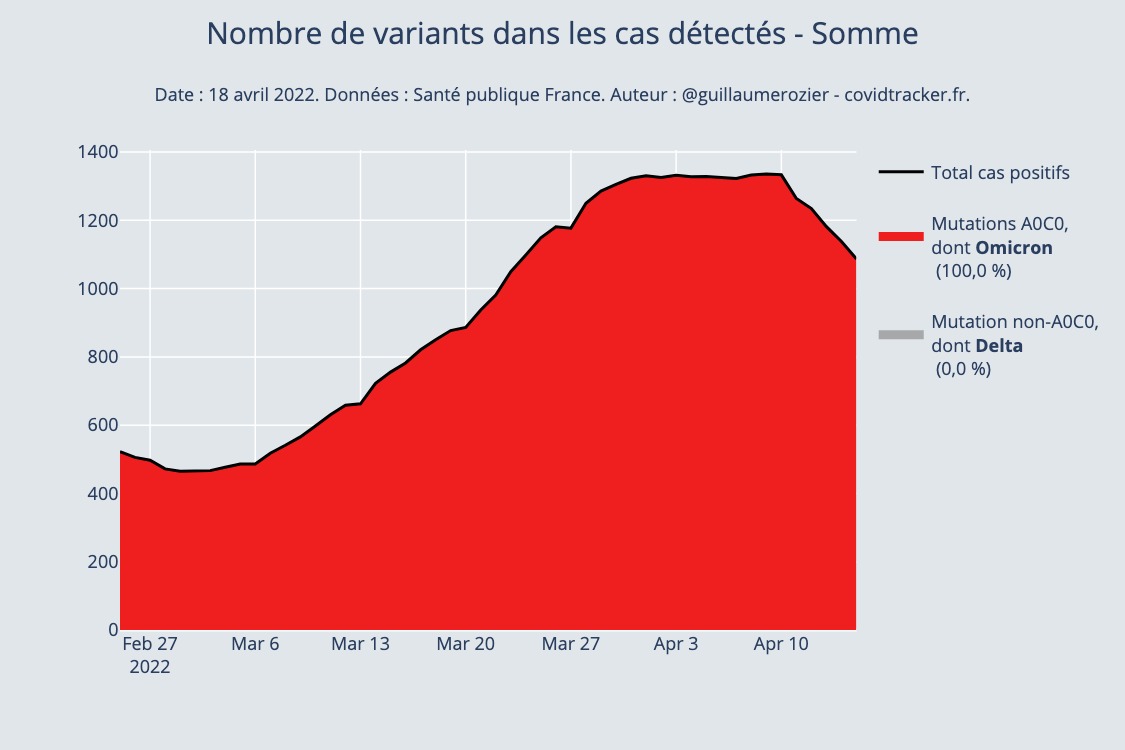 Nombre de variants dans les cas détectés - Somme
Date : 18 avril 2022. Données : Santé publique France. Auteur : @guillaumerozier - covidtracker.fr.
1400
1200
1000
800
600
400
200
0
Feb 27
2022
Mar 6
Mar 13
Mar 20
Mar 27
Apr 3
Apr 10
Total cas positifs
Mutations A0C0,
dont Omicron
(100,0 %)
Mutation non-A0C0,
dont Delta
(0,0 %)